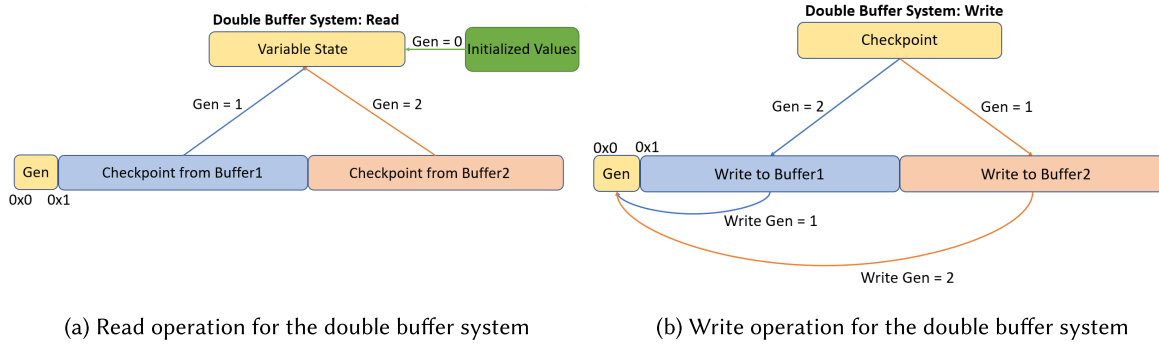 Double Buffer System: Read
Variable State
Gen = 0
Initialized Values
Gen = 1
Gen = 2
Gen
Checkpoint from Buffer1
Checkpoint from Buffer2
0x0
0x1
(a) Read operation for the double buffer system
Double Buffer System: Write
Checkpoint
Gen = 2
Gen = 1
0x0
0x1
Gen
Write to Buffer1
Write to Buffer2
Write Gen = 1
Write Gen = 2
(b) Write operation for the double buffer system